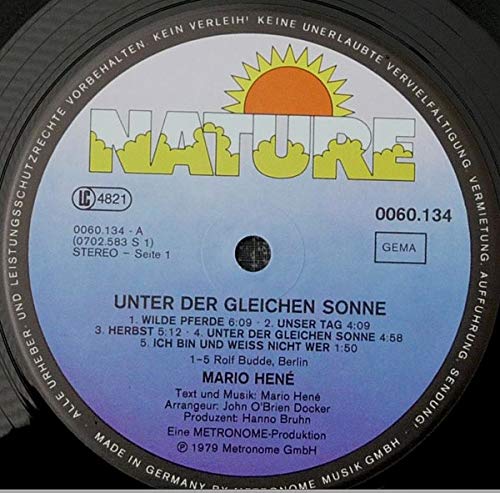 ALLE URHEBER- UND LEISTUNGSSCHUTZRECHTE VORBEHALTEN. KEIN VERLEIH! KEINE UNERLAUBTE VERVIELFÄLTIGUNG, VERMIETUNG, AUFFÜHRUNG, SENDUNG!
NATURE
LC 4821
0060.134
0060.134 - A
(0702.583 S 1)
STEREO - Seite 1
GEMA
UNTER DER GLEICHEN SONNE
1. WILDE PFERDE 6:09 · 2. UNSER TAG 4:09
3. HERBST 5:12 · 4. UNTER DER GLEICHEN SONNE 4:58
5. ICH BIN UND WEISS NICHT WER 1:50
1–5 Rolf Budde, Berlin
MARIO HENÉ
Text und Musik: Mario Hené
Arrangeur: John O'Brien Docker
Produzent: Hanno Bruhn
Eine METRONOME-Produktion
Ⓟ 1979 Metronome GmbH
MADE IN GERMANY BY METRONOME MUSIK GMBH